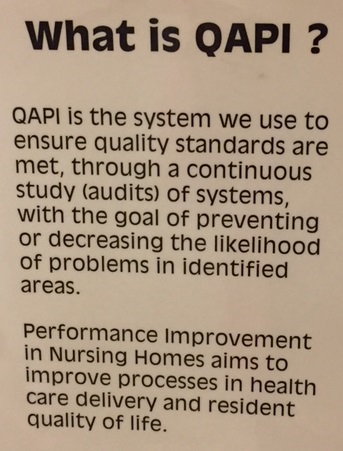 What is QAPI ?
QAPI is the system we use to
ensure quality standards are
met, through a continuous
study (audits) of systems,
with the goal of preventing
or decreasing the likelihood
of problems in identified
areas.
Performance Improvement
in Nursing Homes aims to
improve processes in health
care delivery and resident
quality of life.